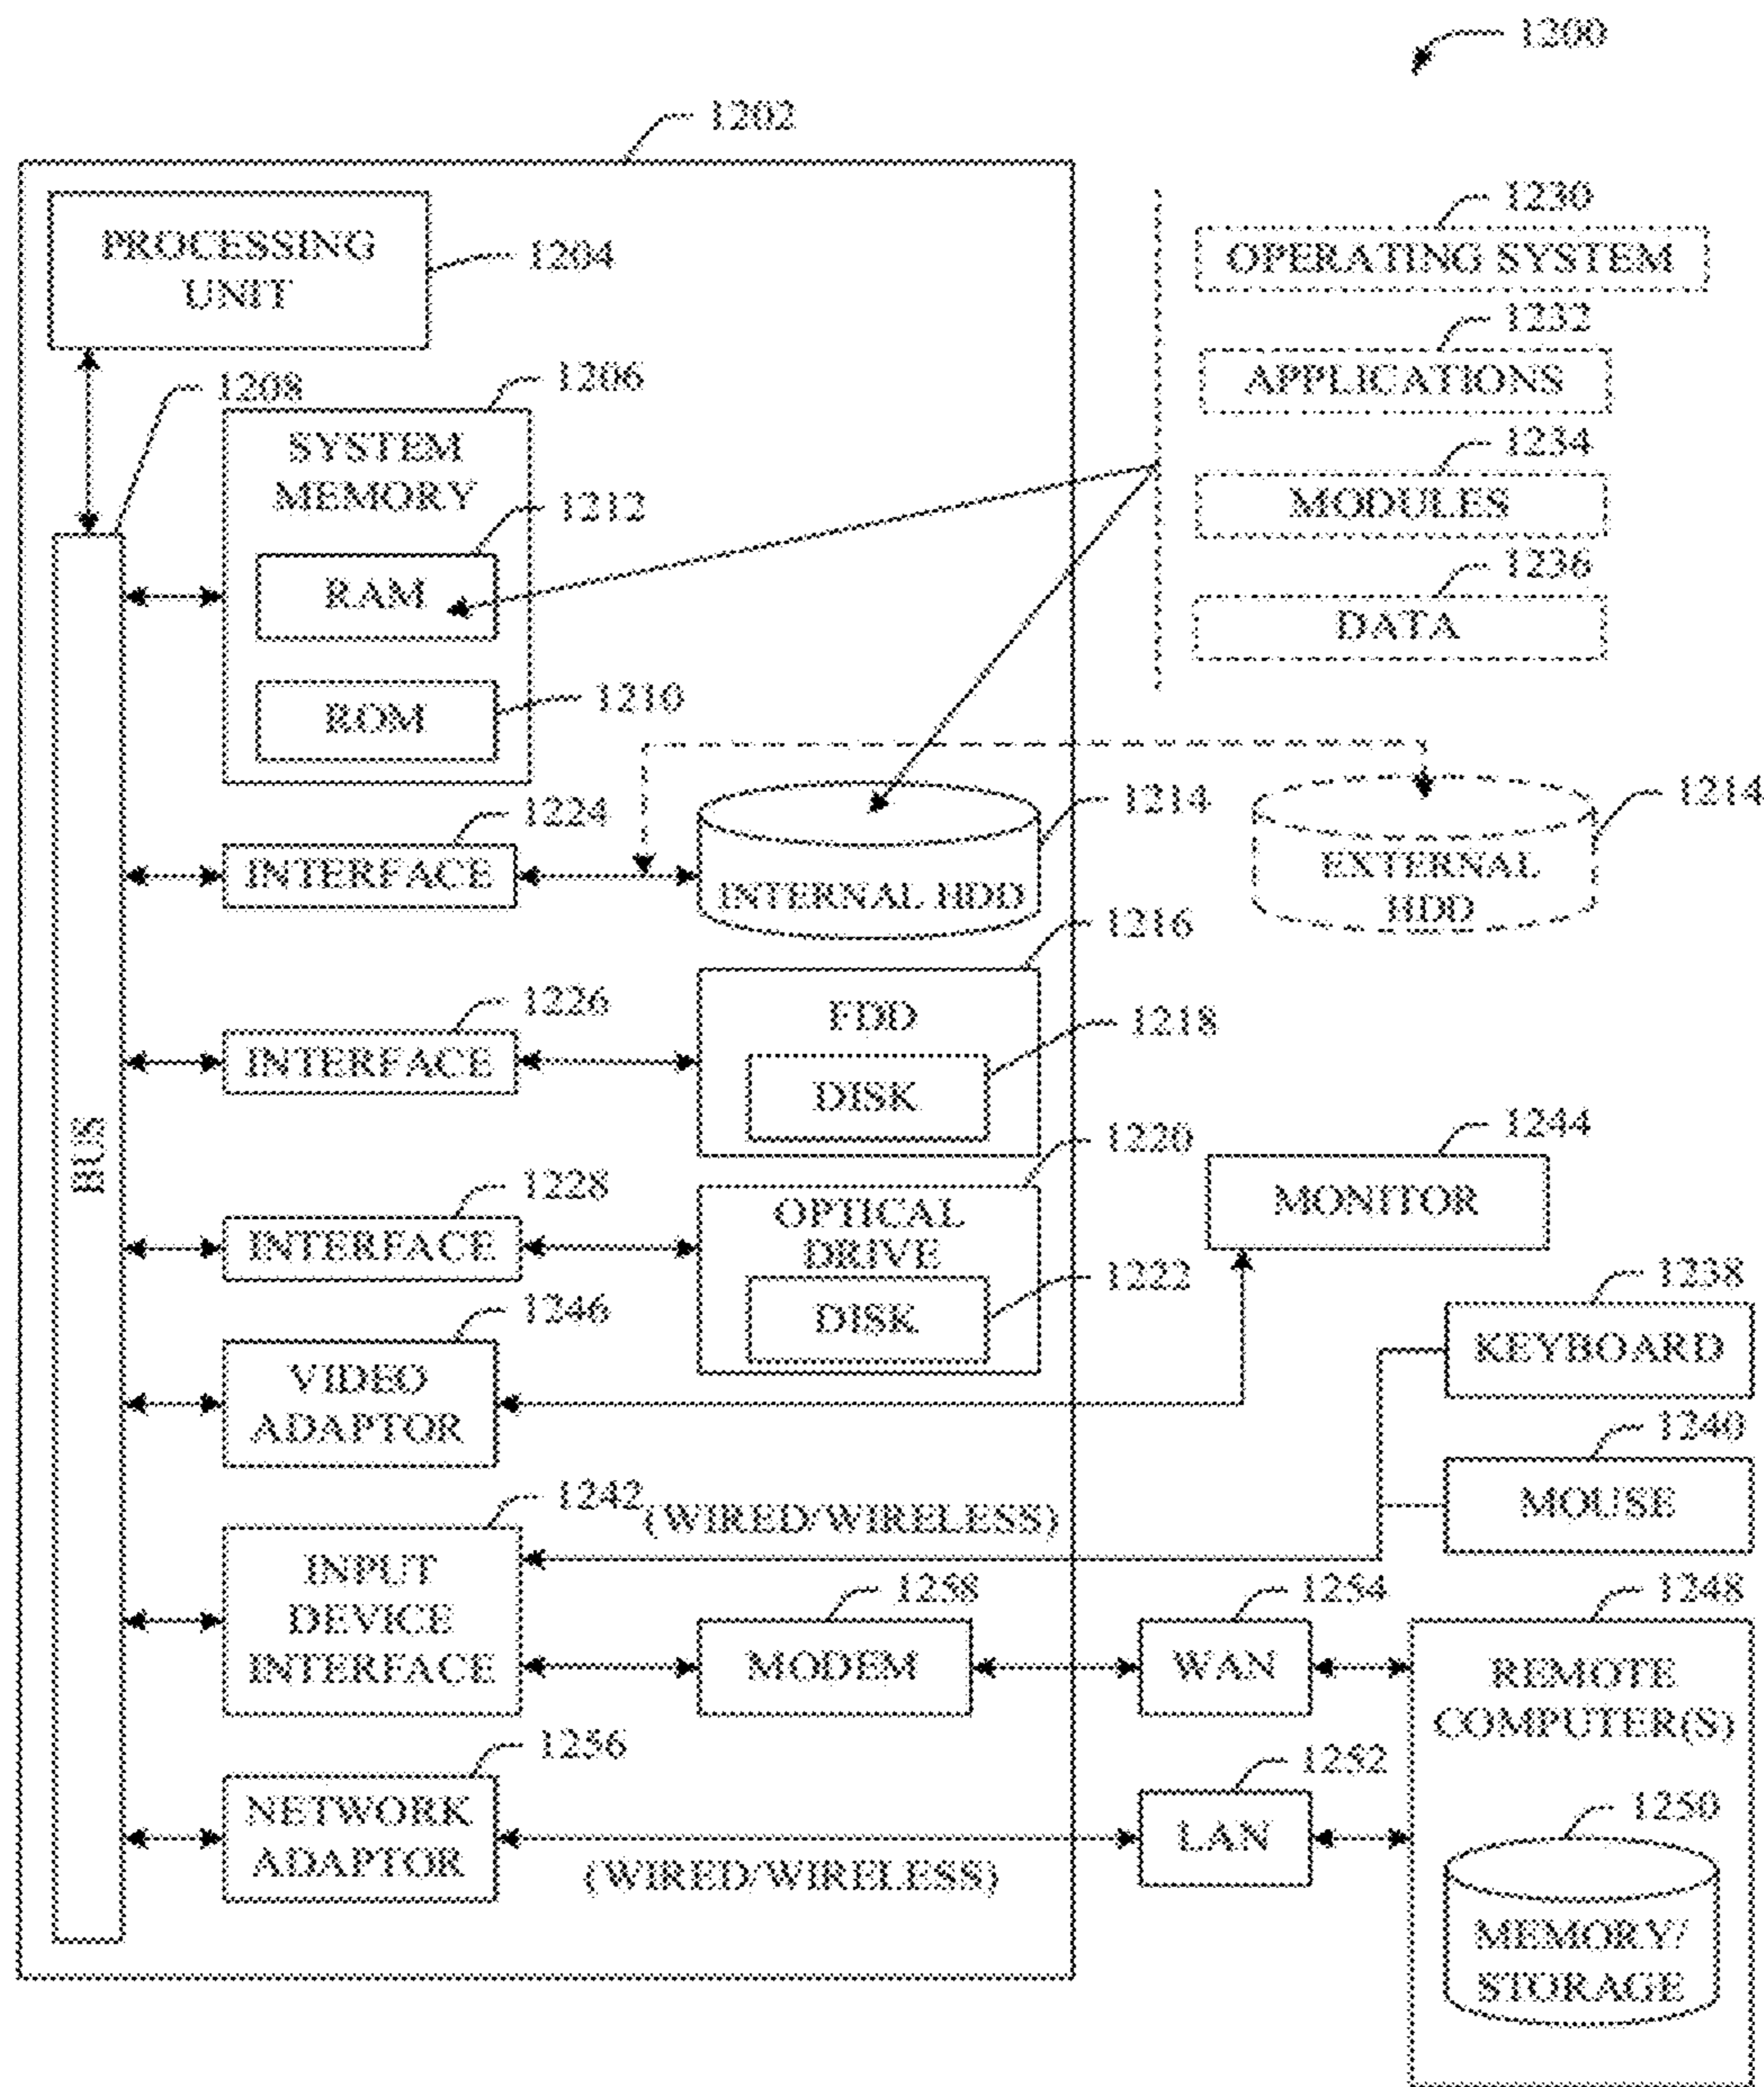 1200
1202
PROCESSING
UNIT
1204
1230
OPERATING SYSTEM
1232
APPLICATIONS
1234
MODULES
1236
DATA
1208
1206
SYSTEM
MEMORY
1212
RAM
1210
ROM
1224
INTERFACE
1214
INTERNAL HDD
1214
EXTERNAL
HDD
1216
FDD
1226
INTERFACE
1218
DISK
BUS
1220
OPTICAL
DRIVE
1228
INTERFACE
1222
DISK
1244
MONITOR
1246
VIDEO
ADAPTOR
1238
KEYBOARD
1240
MOUSE
1242
(WIRED/WIRELESS)
INPUT
DEVICE
INTERFACE
1258
MODEM
1254
WAN
1248
REMOTE
COMPUTER(S)
1256
NETWORK
ADAPTOR
(WIRED/WIRELESS)
1252
LAN
1250
MEMORY/
STORAGE